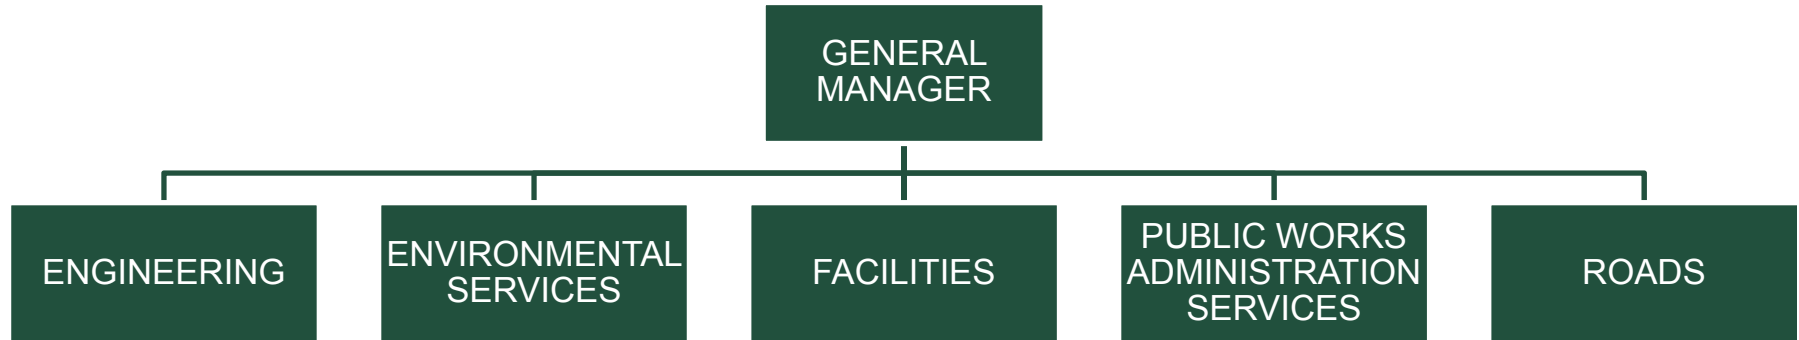 GENERAL
MANAGER
ENGINEERING
ENVIRONMENTAL
SERVICES
FACILITIES
PUBLIC WORKS
ADMINISTRATION
SERVICES
ROADS